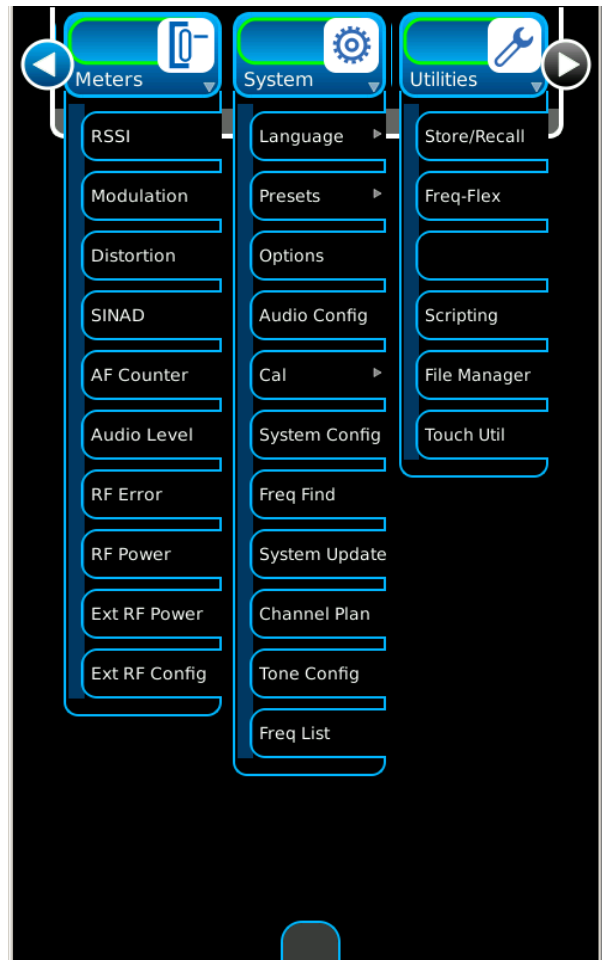 Meters
RSSI
Modulation
Distortion
SINAD
AF Counter
Audio Level
RF Error
RF Power
Ext RF Power
Ext RF Config
System
Language
Presets
Options
Audio Config
Cal
System Config
Freq Find
System Update
Channel Plan
Tone Config
Freq List
Utilities
Store/Recall
Freq-Flex
Scripting
File Manager
Touch Util